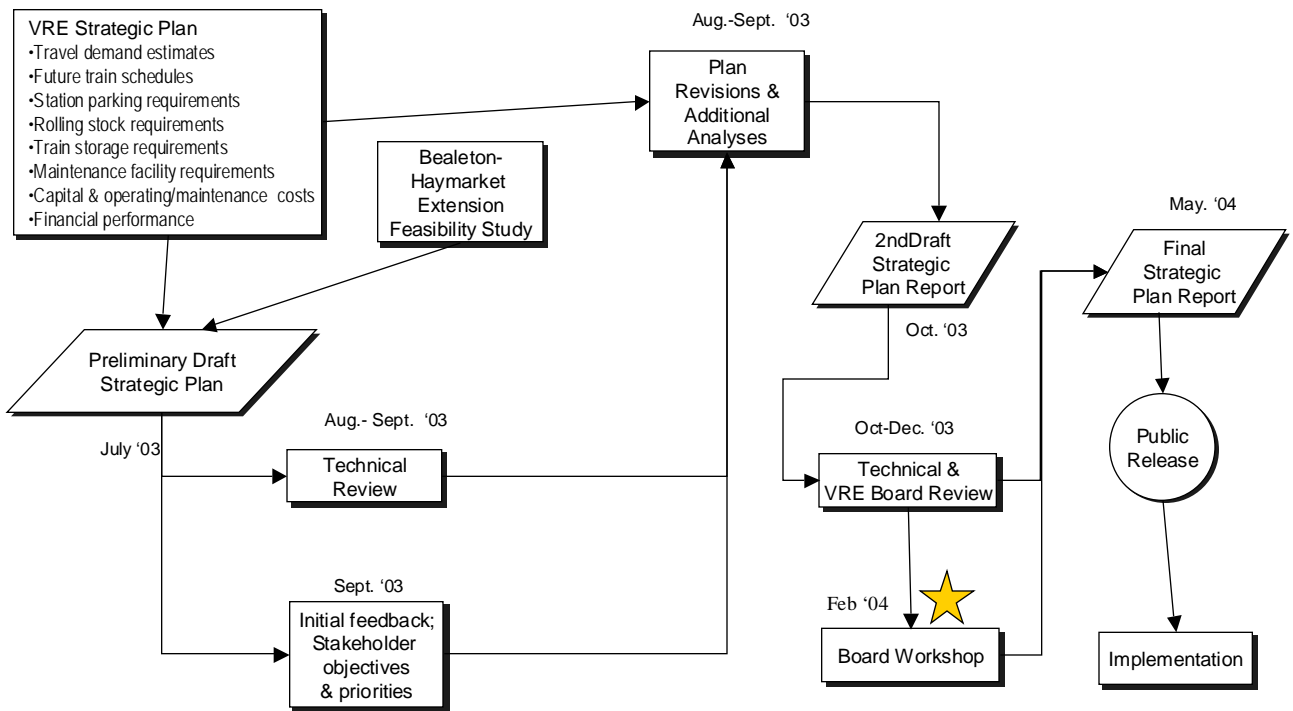 VRE Strategic Plan
•Travel demand estimates
•Future train schedules
•Station parking requirements
•Rolling stock requirements
•Train storage requirements
•Maintenance facility requirements
•Capital & operating/maintenance costs
•Financial performance
Bealeton-
Haymarket
Extension
Feasibility Study
Preliminary Draft
Strategic Plan
July ‘03
Aug.- Sept. ‘03
Technical
Review
Sept. ‘03
Initial feedback;
Stakeholder
objectives
& priorities
Aug.-Sept. ‘03
Plan
Revisions &
Additional
Analyses
2ndDraft
Strategic
Plan Report
Oct. ‘03
Oct-Dec. ‘03
Technical &
VRE Board Review
Feb ‘04
Board Workshop
May. ‘04
Final
Strategic
Plan Report
Public
Release
Implementation